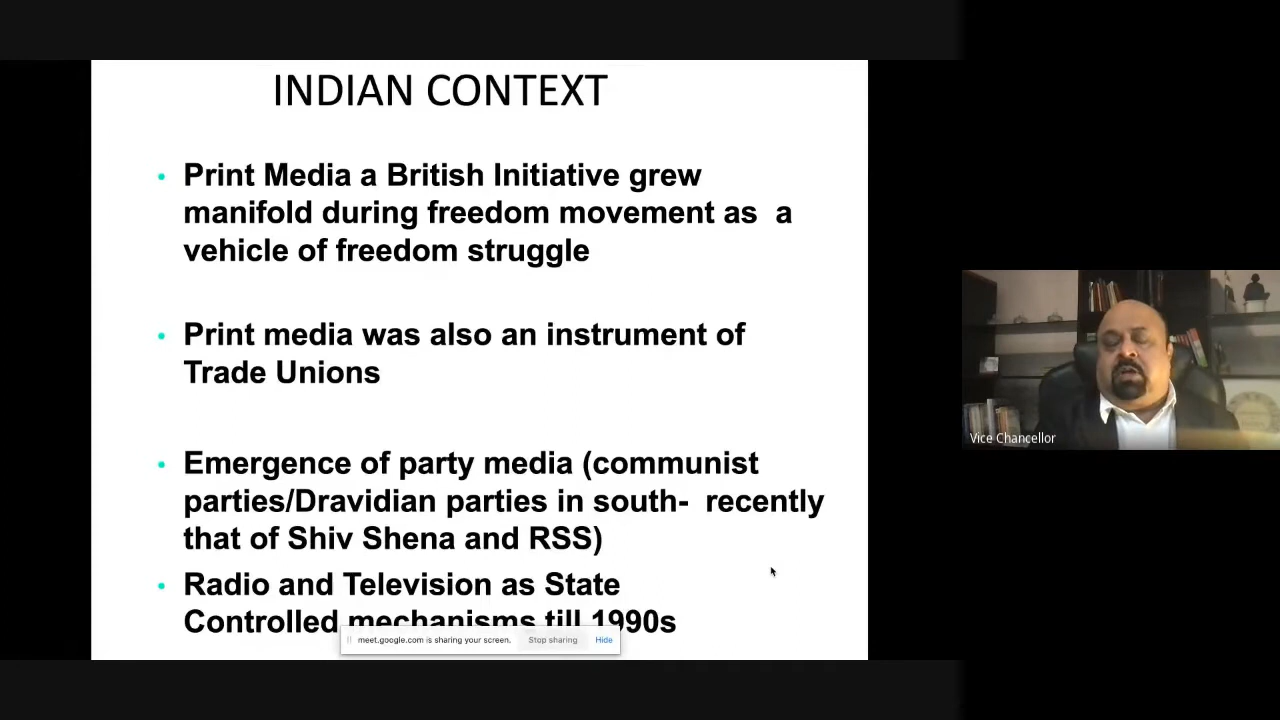 INDIAN CONTEXT
• Print Media a British Initiative grew
manifold during freedom movement as a
vehicle of freedom struggle
• Print media was also an instrument of
Trade Unions
• Emergence of party media (communist
parties/Dravidian parties in south- recently
that of Shiv Shena and RSS)
• Radio and Television as State
Controlled mechanisms till 1990s
meet.google.com is sharing your screen. Stop sharing Hide
Vice Chancellor